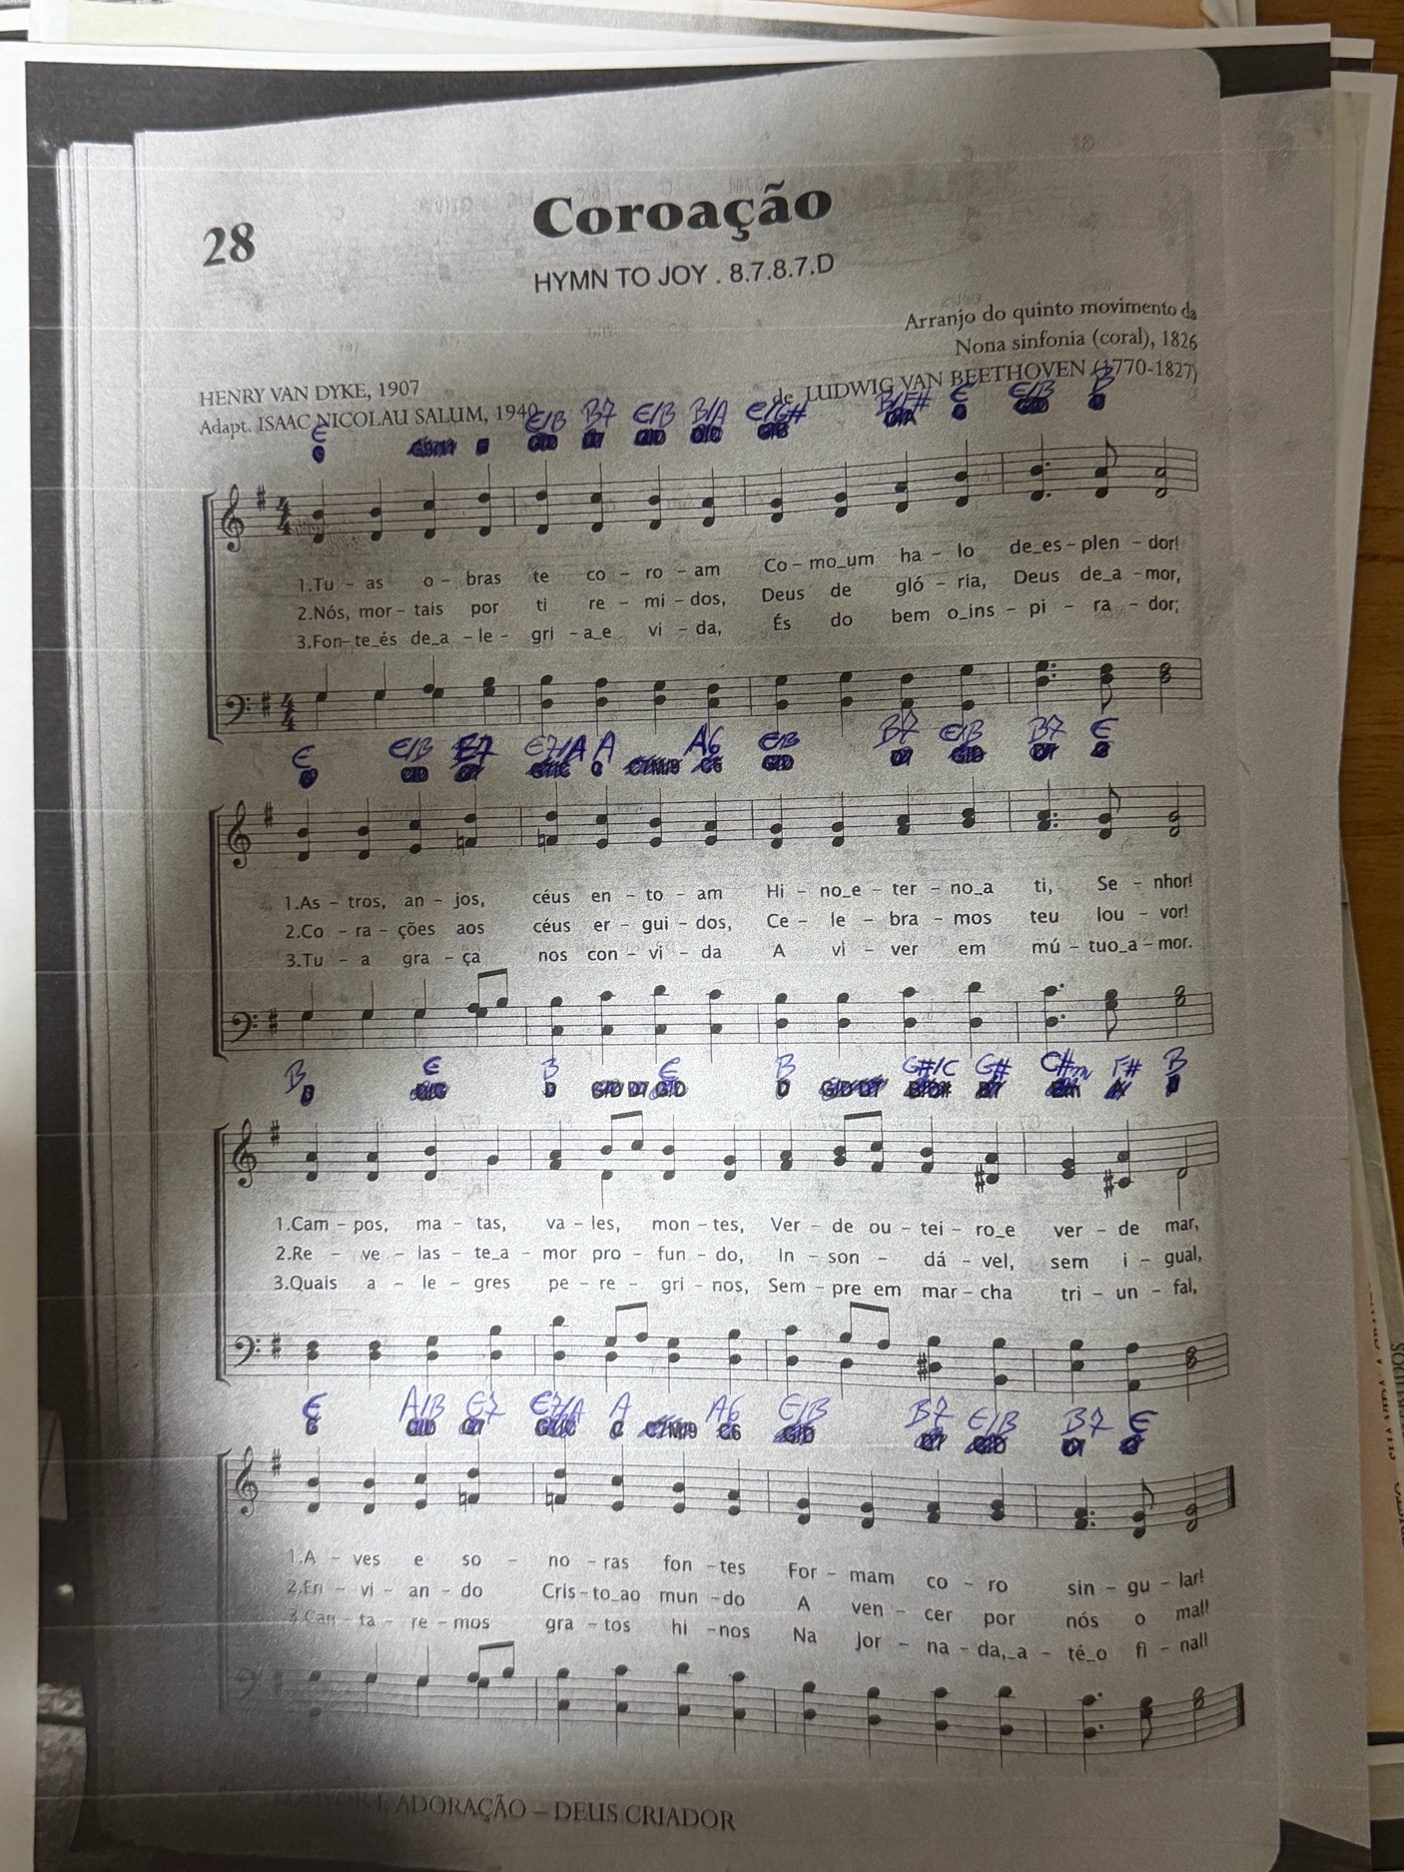 28
Coroação
HYMN TO JOY . 8.7.8.7.D
Arranjo do quinto movimento da
Nona sinfonia (coral), 1826
de LUDWIG VAN BEETHOVEN (1770-1827)
HENRY VAN DYKE, 1907
Adapt. ISAAC NICOLAU SALUM, 1940
E E/B B7 E/B B/A E/G# B/F# E E/B B
1.Tu - as o - bras te co - ro - am Co - mo_um ha - lo de_es - plen - dor!
2.Nós, mor - tais por ti re - mi - dos, Deus de gló - ria, Deus de_a - mor,
3.Fon- te_és de_a - le - gri - a_e vi - da, És do bem o_ins - pi - ra - dor;
E E/B E7 E7/A A A6 E/B B7 E/B B7 E
1.As - tros, an - jos, céus en - to - am Hi - no_e - ter - no_a ti, Se - nhor!
2.Co - ra - ções aos céus er - gui - dos, Ce - le - bra - mos teu lou - vor!
3.Tu - a gra - ça nos con - vi - da A vi - ver em mú - tuo_a - mor.
B E B E B G#/C G# C#m F# B
D D D
1.Cam - pos, ma - tas, va - les, mon - tes, Ver - de ou - tei - ro_e ver - de mar,
2.Re - ve - las - te_a - mor pro - fun - do, In - son - dá - vel, sem i - gual,
3.Quais a - le - gres pe - re - gri - nos, Sem - pre em mar - cha tri - un - fal,
E A/B E7 E7/A A A6 E/B B7 E/B B7 E
1.A - ves e so - no - ras fon - tes For - mam co - ro sin - gu - lar!
2.En - vi - an - do Cris - to_ao mun - do A ven - cer por nós o mal!
3.Can - ta - re - mos gra - tos hi - nos Na Jor - na - da,_a - té_o fi - nal!
ADORAÇÃO – DEUS CRIADOR